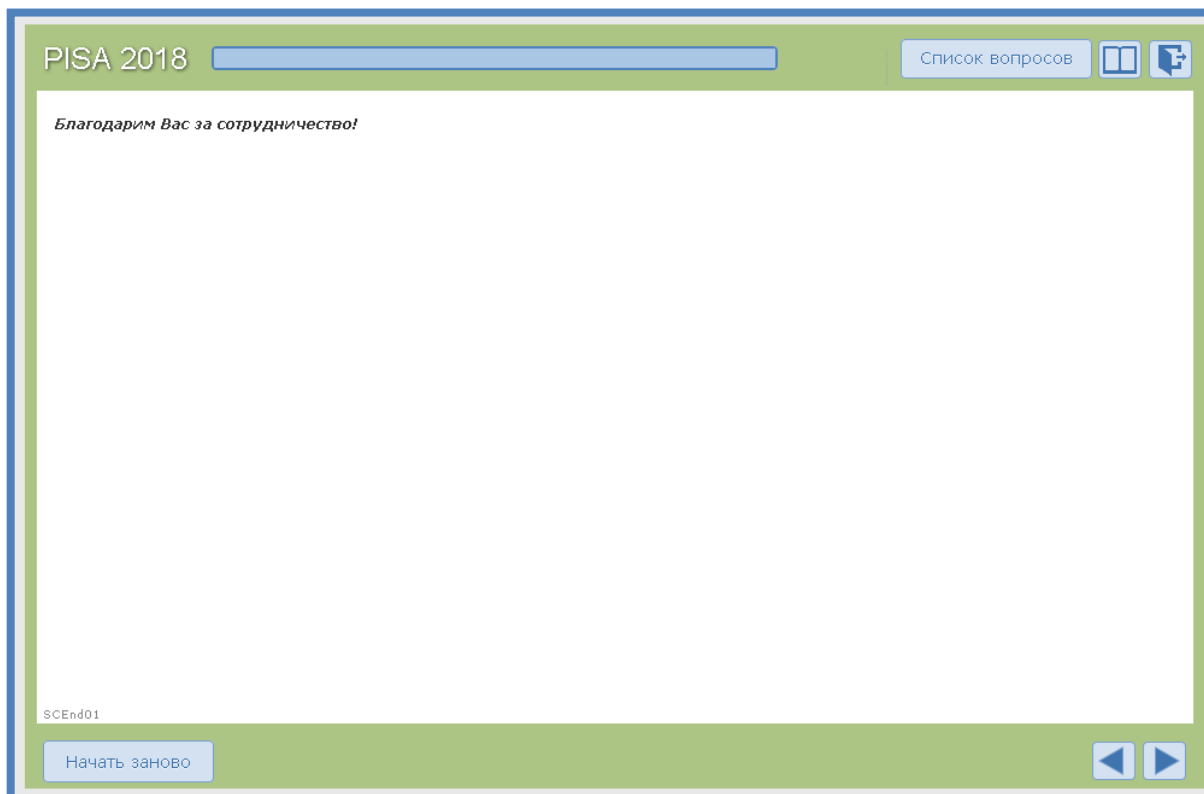 PISA 2018
Список вопросов
Благодарим Вас за сотрудничество!
SCEnd01
Начать заново